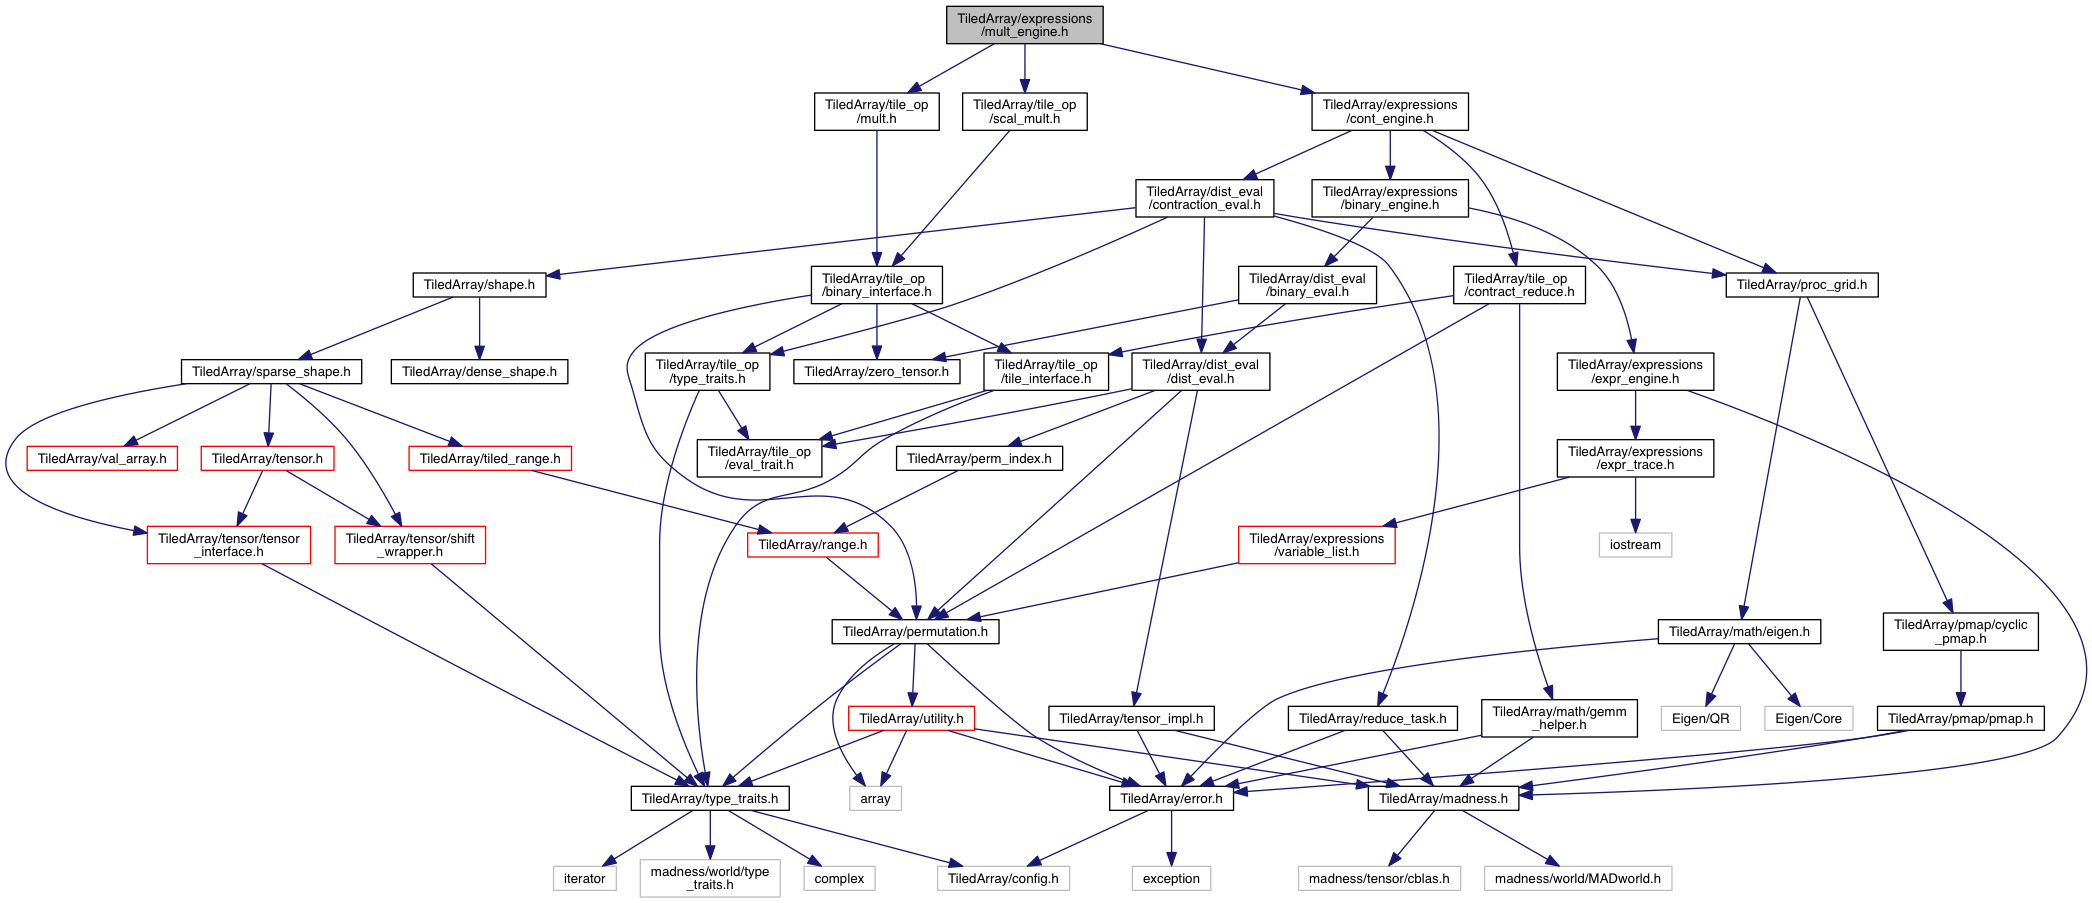 TiledArray/expressions
/mult_engine.h
TiledArray/tile_op
/mult.h
TiledArray/tile_op
/scal_mult.h
TiledArray/expressions
/cont_engine.h
TiledArray/dist_eval
/contraction_eval.h
TiledArray/expressions
/binary_engine.h
TiledArray/shape.h
TiledArray/tile_op
/binary_interface.h
TiledArray/dist_eval
/binary_eval.h
TiledArray/tile_op
/contract_reduce.h
TiledArray/proc_grid.h
TiledArray/sparse_shape.h
TiledArray/dense_shape.h
TiledArray/tile_op
/type_traits.h
TiledArray/zero_tensor.h
TiledArray/tile_op
/tile_interface.h
TiledArray/dist_eval
/dist_eval.h
TiledArray/expressions
/expr_engine.h
TiledArray/val_array.h
TiledArray/tensor.h
TiledArray/tiled_range.h
TiledArray/tile_op
/eval_trait.h
TiledArray/perm_index.h
TiledArray/expressions
/expr_trace.h
TiledArray/tensor/tensor
_interface.h
TiledArray/tensor/shift
_wrapper.h
TiledArray/range.h
TiledArray/expressions
/variable_list.h
iostream
TiledArray/permutation.h
TiledArray/math/eigen.h
TiledArray/pmap/cyclic
_pmap.h
TiledArray/utility.h
TiledArray/tensor_impl.h
TiledArray/reduce_task.h
TiledArray/math/gemm
_helper.h
Eigen/QR
Eigen/Core
TiledArray/pmap/pmap.h
TiledArray/type_traits.h
array
TiledArray/error.h
TiledArray/madness.h
iterator
madness/world/type
_traits.h
complex
TiledArray/config.h
exception
madness/tensor/cblas.h
madness/world/MADworld.h